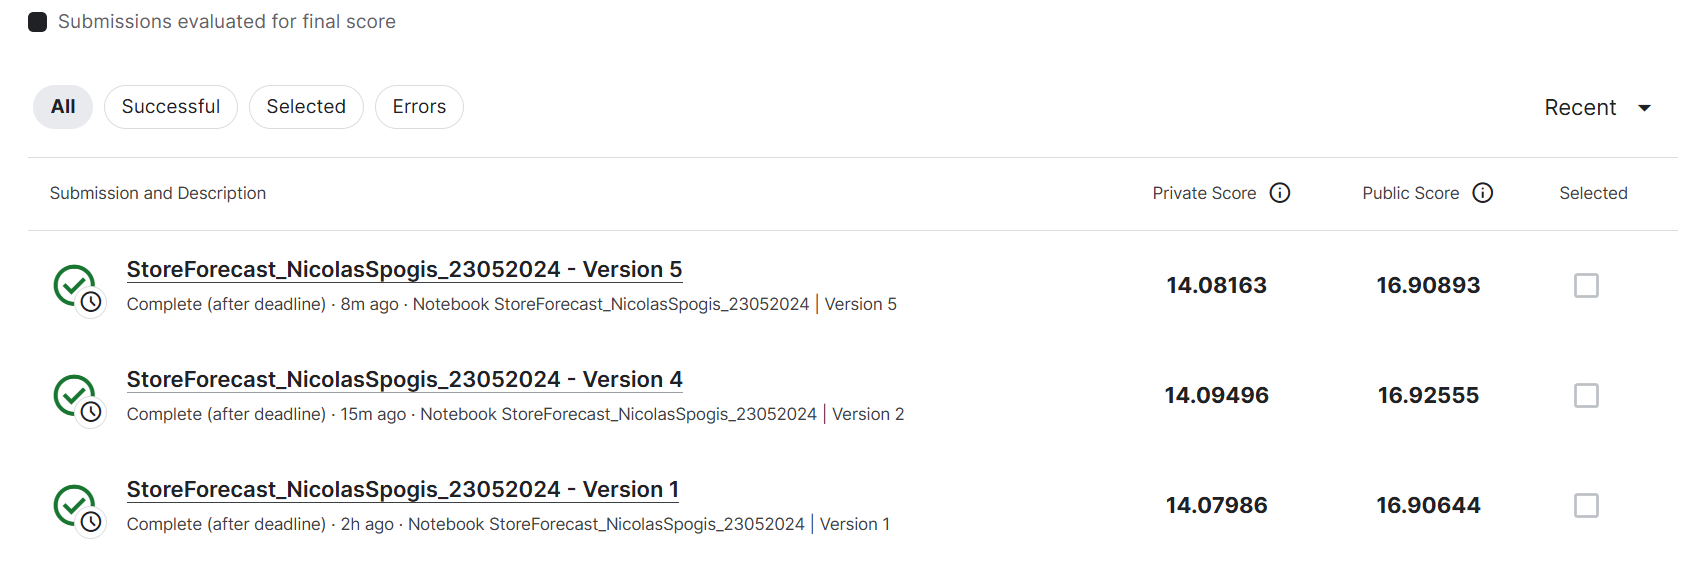 Submissions evaluated for final score
All Successful Selected Errors Recent
Submission and Description Private Score Public Score Selected
StoreForecast_NicolasSpogis_23052024 - Version 5
Complete (after deadline) · 8m ago · Notebook StoreForecast_NicolasSpogis_23052024 | Version 5
14.08163 16.90893
StoreForecast_NicolasSpogis_23052024 - Version 4
Complete (after deadline) · 15m ago · Notebook StoreForecast_NicolasSpogis_23052024 | Version 2
14.09496 16.92555
StoreForecast_NicolasSpogis_23052024 - Version 1
Complete (after deadline) · 2h ago · Notebook StoreForecast_NicolasSpogis_23052024 | Version 1
14.07986 16.90644